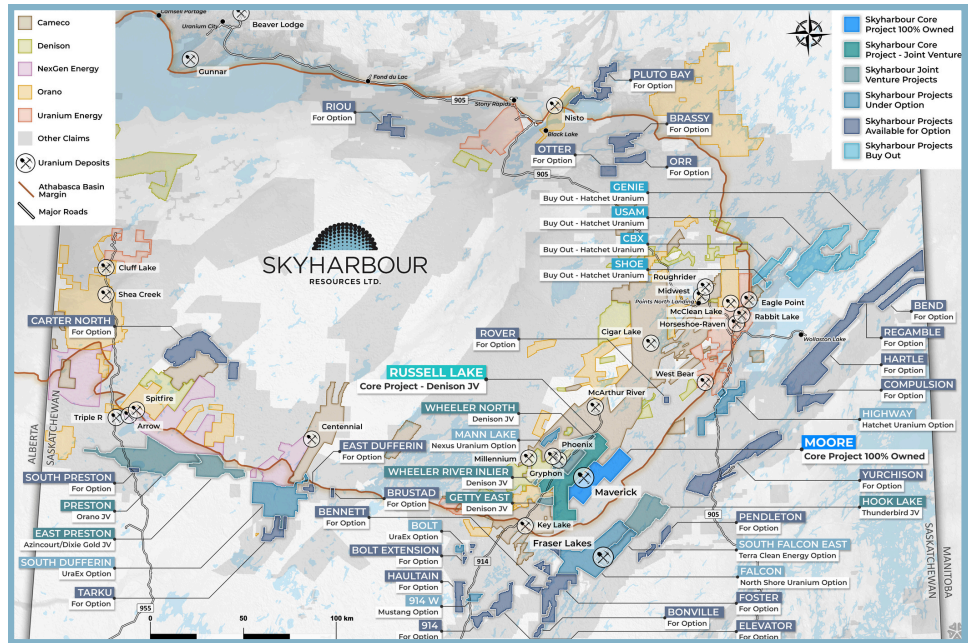 Camsell Portage
Uranium City
Beaver Lodge
Gunnar
Fond du Lac
905
Stony Rapids
Nisto
Black Lake
905
Cameco
Denison
NexGen Energy
Orano
Uranium Energy
Other Claims
Uranium Deposits
Athabasca Basin
Margin
Major Roads
Skyharbour Core
Project 100% Owned
Skyharbour Core
Project - Joint Venture
Skyharbour Joint
Venture Projects
Skyharbour Projects
Under Option
Skyharbour Projects
Available for Option
Skyharbour Projects
Buy Out
RIOU
For Option
PLUTO BAY
For Option
BRASSY
For Option
OTTER
For Option
ORR
For Option
GENIE
Buy Out - Hatchet Uranium
USAM
Buy Out - Hatchet Uranium
CBX
Buy Out - Hatchet Uranium
SHOE
Buy Out - Hatchet Uranium
SKYHARBOUR
RESOURCES LTD.
Cluff Lake
Shea Creek
Roughrider
Midwest
Points North Landing
McClean Lake
Horseshoe-Raven
Eagle Point
Rabbit Lake
Cigar Lake
West Bear
McArthur River
Wollaston Lake
CARTER NORTH
For Option
ROVER
For Option
BEND
For Option
REGAMBLE
For Option
HARTLE
For Option
COMPULSION
For Option
HIGHWAY
Hatchet Uranium Option
RUSSELL LAKE
Core Project - Denison JV
MOORE
Core Project 100% Owned
WHEELER NORTH
Denison JV
MANN LAKE
Nexus Uranium Option
Millennium
Phoenix
Gryphon
WHEELER RIVER INLIER
Denison JV
GETTY EAST
Denison JV
Maverick
Key Lake
Fraser Lakes
Spitfire
Triple R
Arrow
Centennial
EAST DUFFERIN
For Option
ALBERTA
SASKATCHEWAN
SOUTH PRESTON
For Option
PRESTON
Orano JV
EAST PRESTON
Azincourt/Dixie Gold JV
SOUTH DUFFERIN
UraEx Option
TARKU
For Option
BRUSTAD
For Option
BENNETT
For Option
BOLT
UraEx Option
BOLT EXTENSION
For Option
HAULTAIN
For Option
914 W
Mustang Option
914
For Option
914
YURCHISON
For Option
HOOK LAKE
Thunderbird JV
905
PENDLETON
For Option
SOUTH FALCON EAST
Terra Clean Energy Option
FALCON
North Shore Uranium Option
FOSTER
For Option
BONVILLE
For Option
ELEVATOR
For Option
SASKATCHEWAN
MANITOBA
955
0
50
100 km